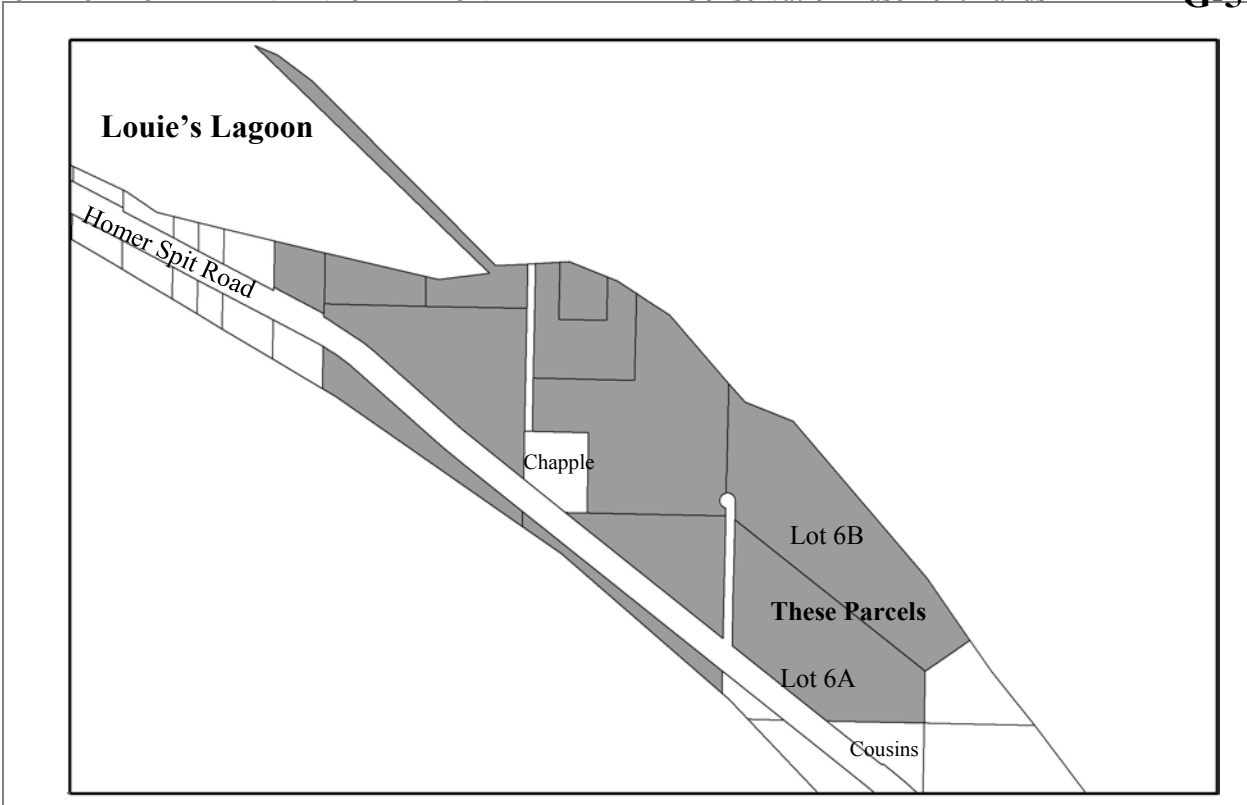 Louie's Lagoon
Homer Spit Road
Chapple
Lot 6B
These Parcels
Lot 6A
Cousins